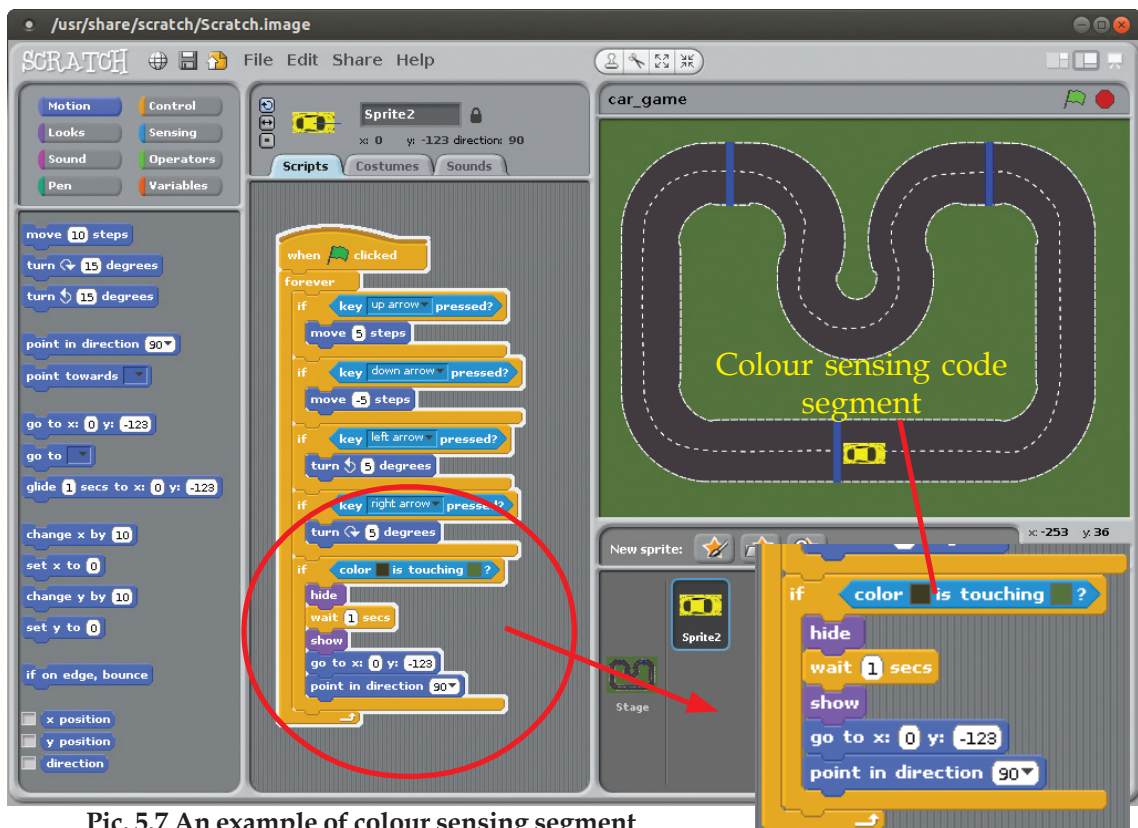 /usr/share/scratch/Scratch.image
SCRATCH File Edit Share Help
Motion Control
Looks Sensing
Sound Operators
Pen Variables
move 10 steps
turn 15 degrees
turn 15 degrees
point in direction 90
point towards
go to x: 0 y: -123
go to
glide 1 secs to x: 0 y: -123
change x by 10
set x to 0
change y by 10
set y to 0
if on edge, bounce
x position
y position
direction
Sprite2
x: 0 y: -123 direction: 90
Scripts Costumes Sounds
when clicked
forever
if key up arrow pressed?
move 5 steps
if key down arrow pressed?
move -5 steps
if key left arrow pressed?
turn 5 degrees
if key right arrow pressed?
turn 5 degrees
if color is touching ?
hide
wait 1 secs
show
go to x: 0 y: -123
point in direction 90
car_game
Colour sensing code
segment
x: -253 y: 36
New sprite:
Sprite2
Stage
if color is touching ?
hide
wait 1 secs
show
go to x: 0 y: -123
point in direction 90
Pic. 5.7 An example of colour sensing segment